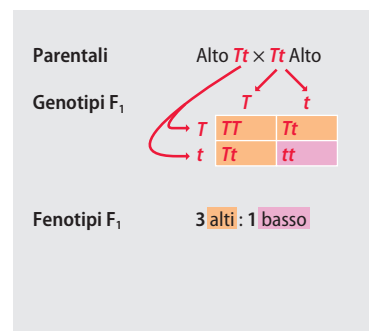 Parentali Alto Tt × Tt Alto
Genotipi F₁ T t
T TT Tt
t Tt tt
Fenotipi F₁ 3 alti : 1 basso